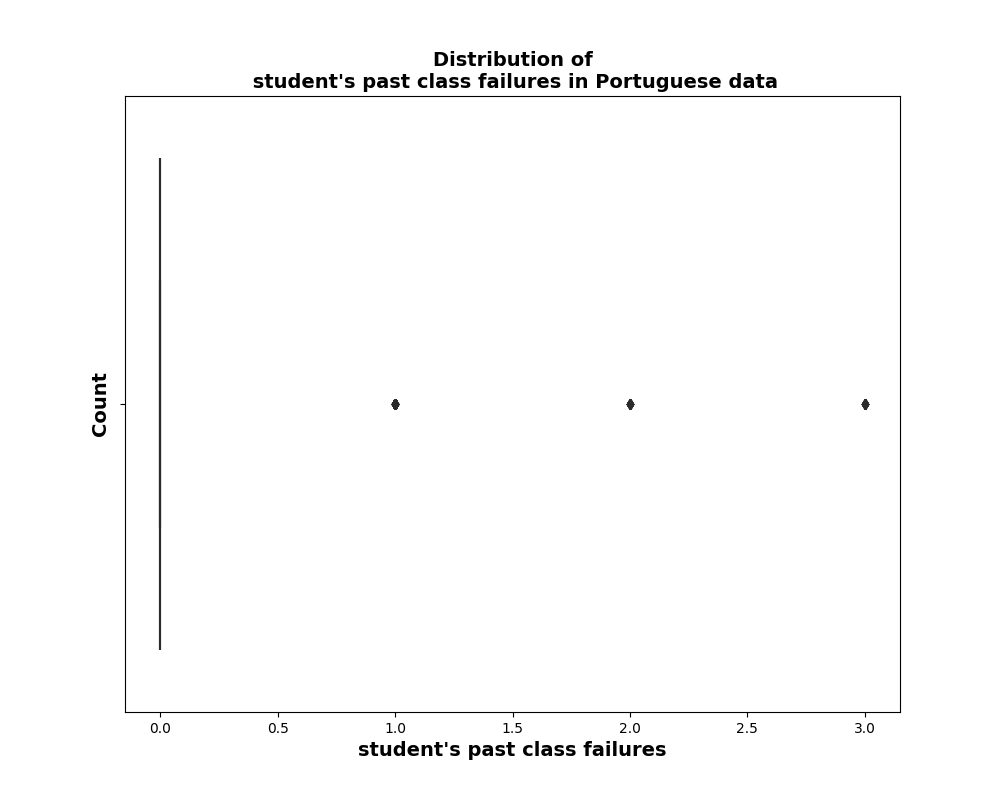 Distribution of
student's past class failures in Portuguese data
Count
0.0 0.5 1.0 1.5 2.0 2.5 3.0
student's past class failures